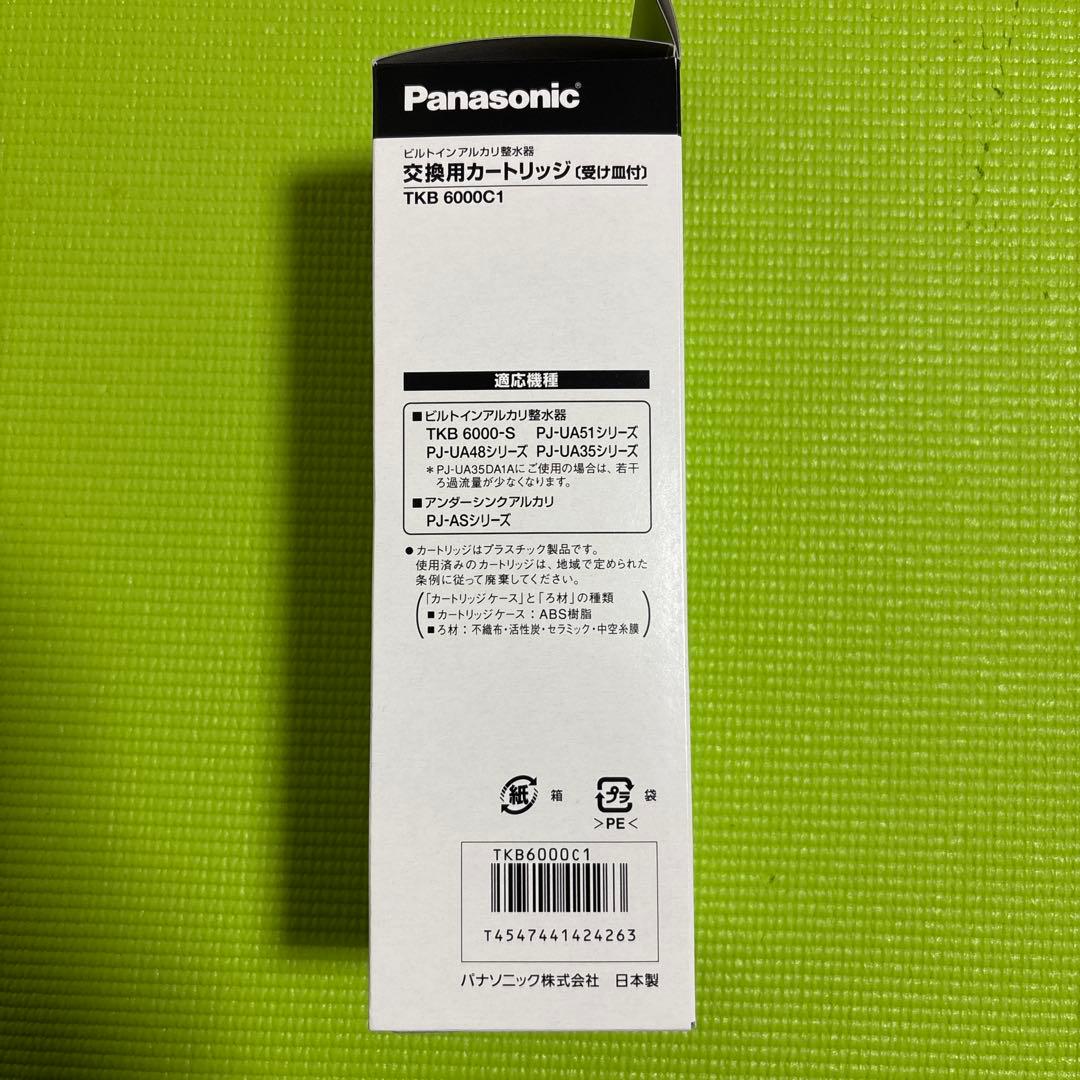 Panasonic®
ビルトインアルカリ整水器
交換用カートリッジ〔受け皿付〕
TKB 6000C1
適応機種
■ビルトインアルカリ整水器
TKB 6000-S PJ-UA51シリーズ
PJ-UA48シリーズ PJ-UA35シリーズ
＊PJ-UA35DA1Aにご使用の場合は、若干
ろ過流量が少なくなります。
■アンダーシンクアルカリ
PJ-ASシリーズ
●カートリッジはプラスチック製品です。
使用済みのカートリッジは、地域で定められた
条例に従って廃棄してください。
「カートリッジケース」と「ろ材」の種類
■カートリッジケース：ABS樹脂
■ろ材：不織布・活性炭・セラミック・中空糸膜
紙 箱 プラ 袋
>PE<
TKB6000C1
T4547441424263
パナソニック株式会社 日本製